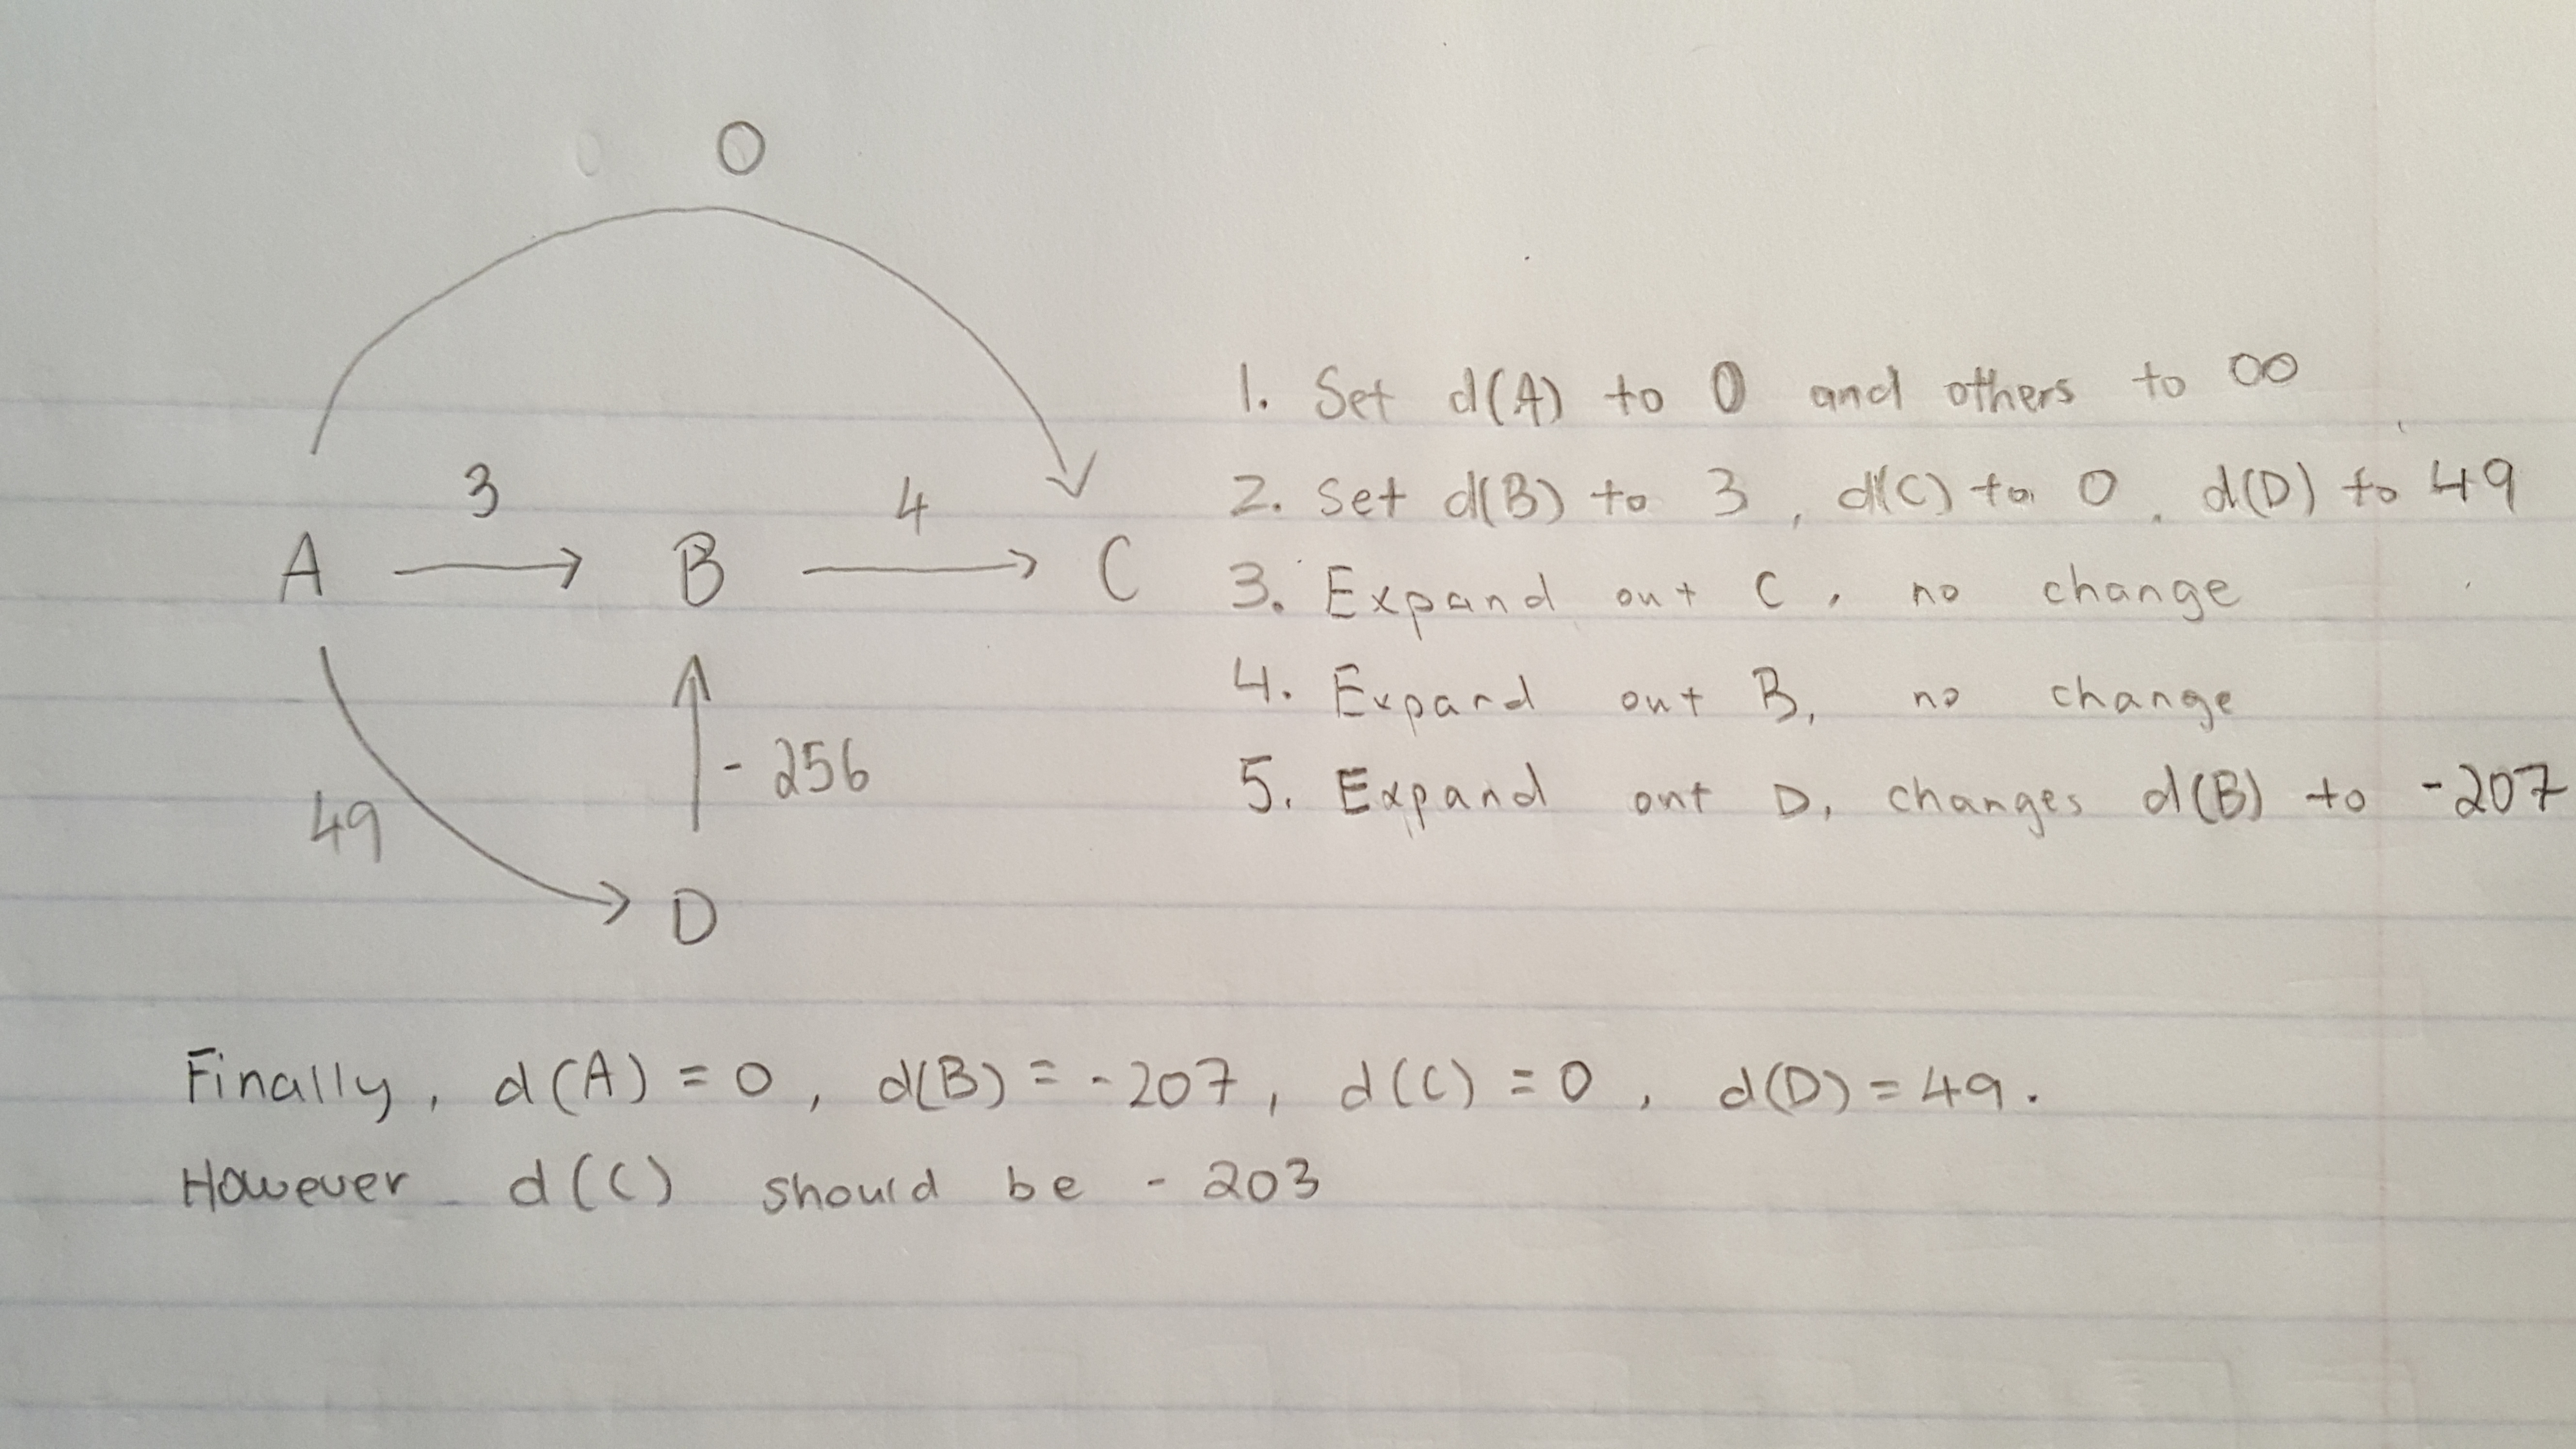 0
3
4
A
B
C
-256
49
D
1. Set d(A) to 0 and others to ∞
2. Set d(B) to 3, d(C) to 0, d(D) to 49
3. Expand out C, no change
4. Expand out B, no change
5. Expand out D, changes d(B) to -207
Finally, d(A) = 0, d(B) = -207, d(C) = 0, d(D) = 49.
However d(C) should be -203